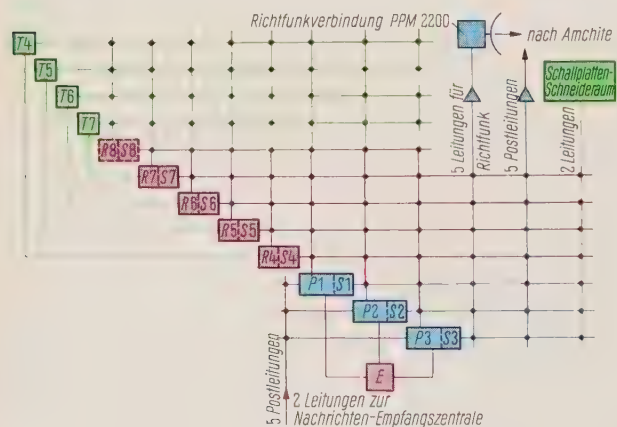 Richtfunkverbindung PPM 2200
nach Amchite
T4
T5
T6
T7
Schallplatten-
Schneideraum
5 Leitungen für
Richtfunk
5 Postleitungen
2 Leitungen
R8 S8
R7 S7
R6 S6
R5 S5
R4 S4
P1 S1
P2 S2
P3 S3
E
5 Postleitungen
2 Leitungen zur
Nachrichten-Empfangszentrale